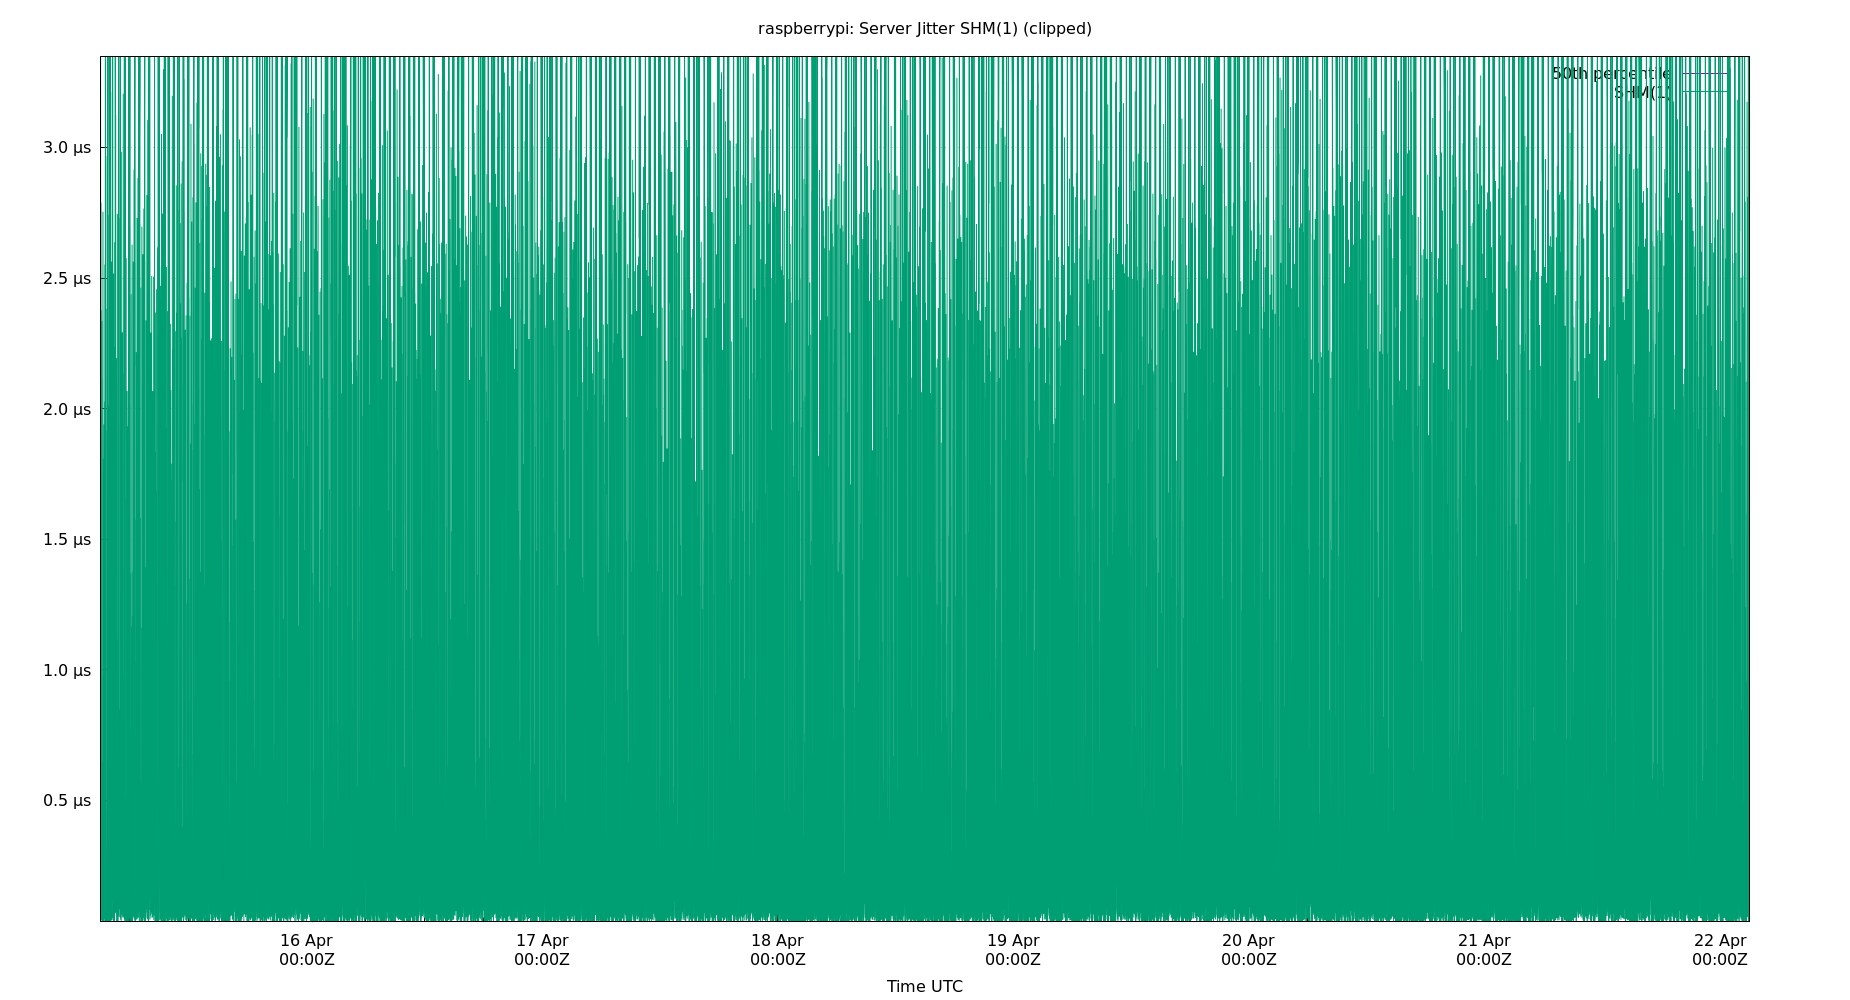 raspberrypi: Server Jitter SHM(1) (clipped)
50th percentile
SHM(1)
3.0 µs
2.5 µs
2.0 µs
1.5 µs
1.0 µs
0.5 µs
16 Apr 17 Apr 18 Apr 19 Apr 20 Apr 21 Apr 22 Apr
00:00Z 00:00Z 00:00Z 00:00Z 00:00Z 00:00Z 00:00Z
Time UTC